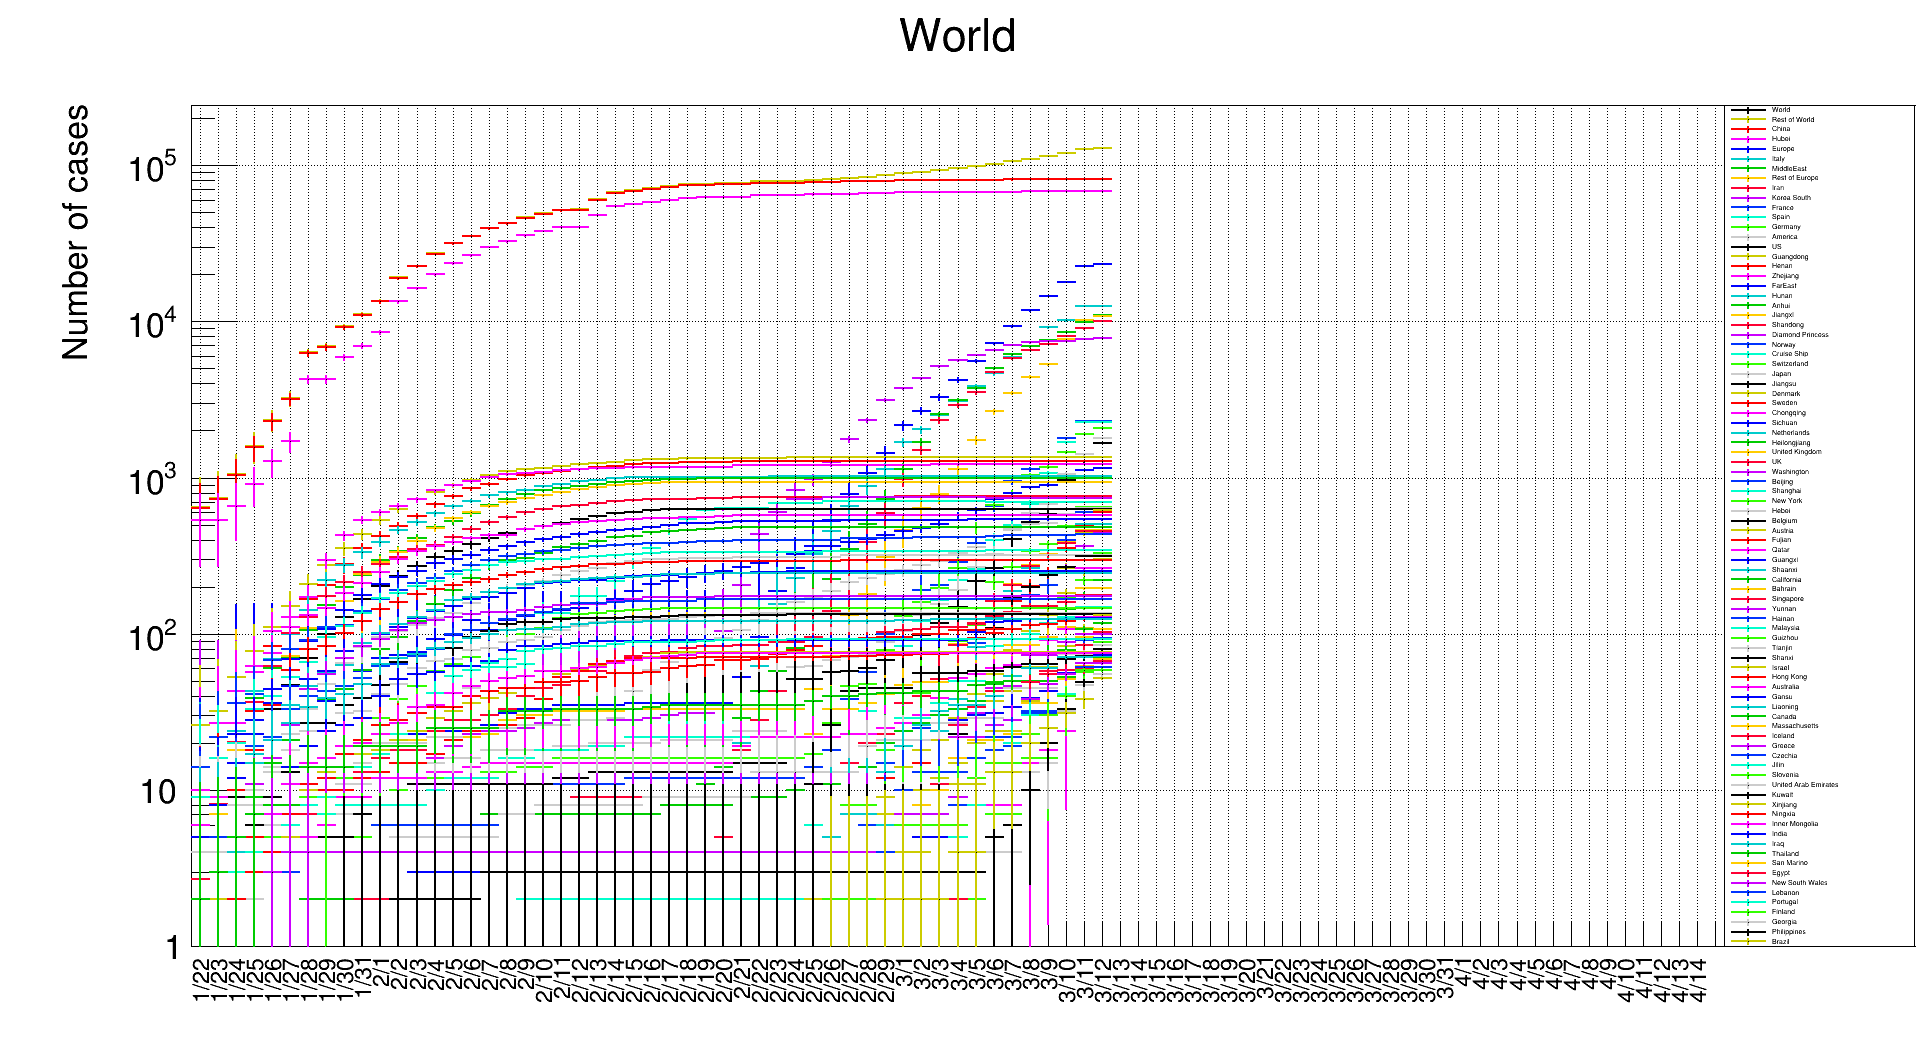 World
Number of cases
10^5
10^4
10^3
10^2
10
1
1/22
1/23
1/24
1/25
1/26
1/27
1/28
1/29
1/30
1/31
2/1
2/2
2/3
2/4
2/5
2/6
2/7
2/8
2/9
2/10
2/11
2/12
2/13
2/14
2/15
2/16
2/17
2/18
2/19
2/20
2/21
2/22
2/23
2/24
2/25
2/26
2/27
2/28
2/29
3/1
3/2
3/3
3/4
3/5
3/6
3/7
3/8
3/9
3/10
3/11
3/12
3/13
3/14
3/15
3/16
3/17
3/18
3/19
3/20
3/21
3/22
3/23
3/24
3/25
3/26
3/27
3/28
3/29
3/30
3/31
4/1
4/2
4/3
4/4
4/5
4/6
4/7
4/8
4/9
4/10
4/11
4/12
4/13
4/14
World
Rest of World
China
Hubei
Europe
Italy
MiddleEast
Rest of Europe
Iran
Korea South
France
Spain
Germany
America
US
Guangdong
Henan
Zhejiang
FarEast
Hunan
Anhui
Jiangxi
Shandong
Diamond Princess
Norway
Cruise Ship
Switzerland
Japan
Jiangsu
Denmark
Sweden
Chongqing
Sichuan
Netherlands
Heilongjiang
United Kingdom
UK
Washington
Beijing
Shanghai
New York
Hebei
Belgium
Austria
Fujian
Qatar
Guangxi
Shaanxi
California
Bahrain
Singapore
Yunnan
Hainan
Malaysia
Guizhou
Tianjin
Shanxi
Israel
Hong Kong
Australia
Gansu
Liaoning
Canada
Massachusetts
Iceland
Greece
Czechia
Jilin
Slovenia
United Arab Emirates
Kuwait
Xinjiang
Ningxia
Inner Mongolia
India
Iraq
Thailand
San Marino
Egypt
New South Wales
Lobanon
Portugal
Finland
Georgia
Philippines
Brazil